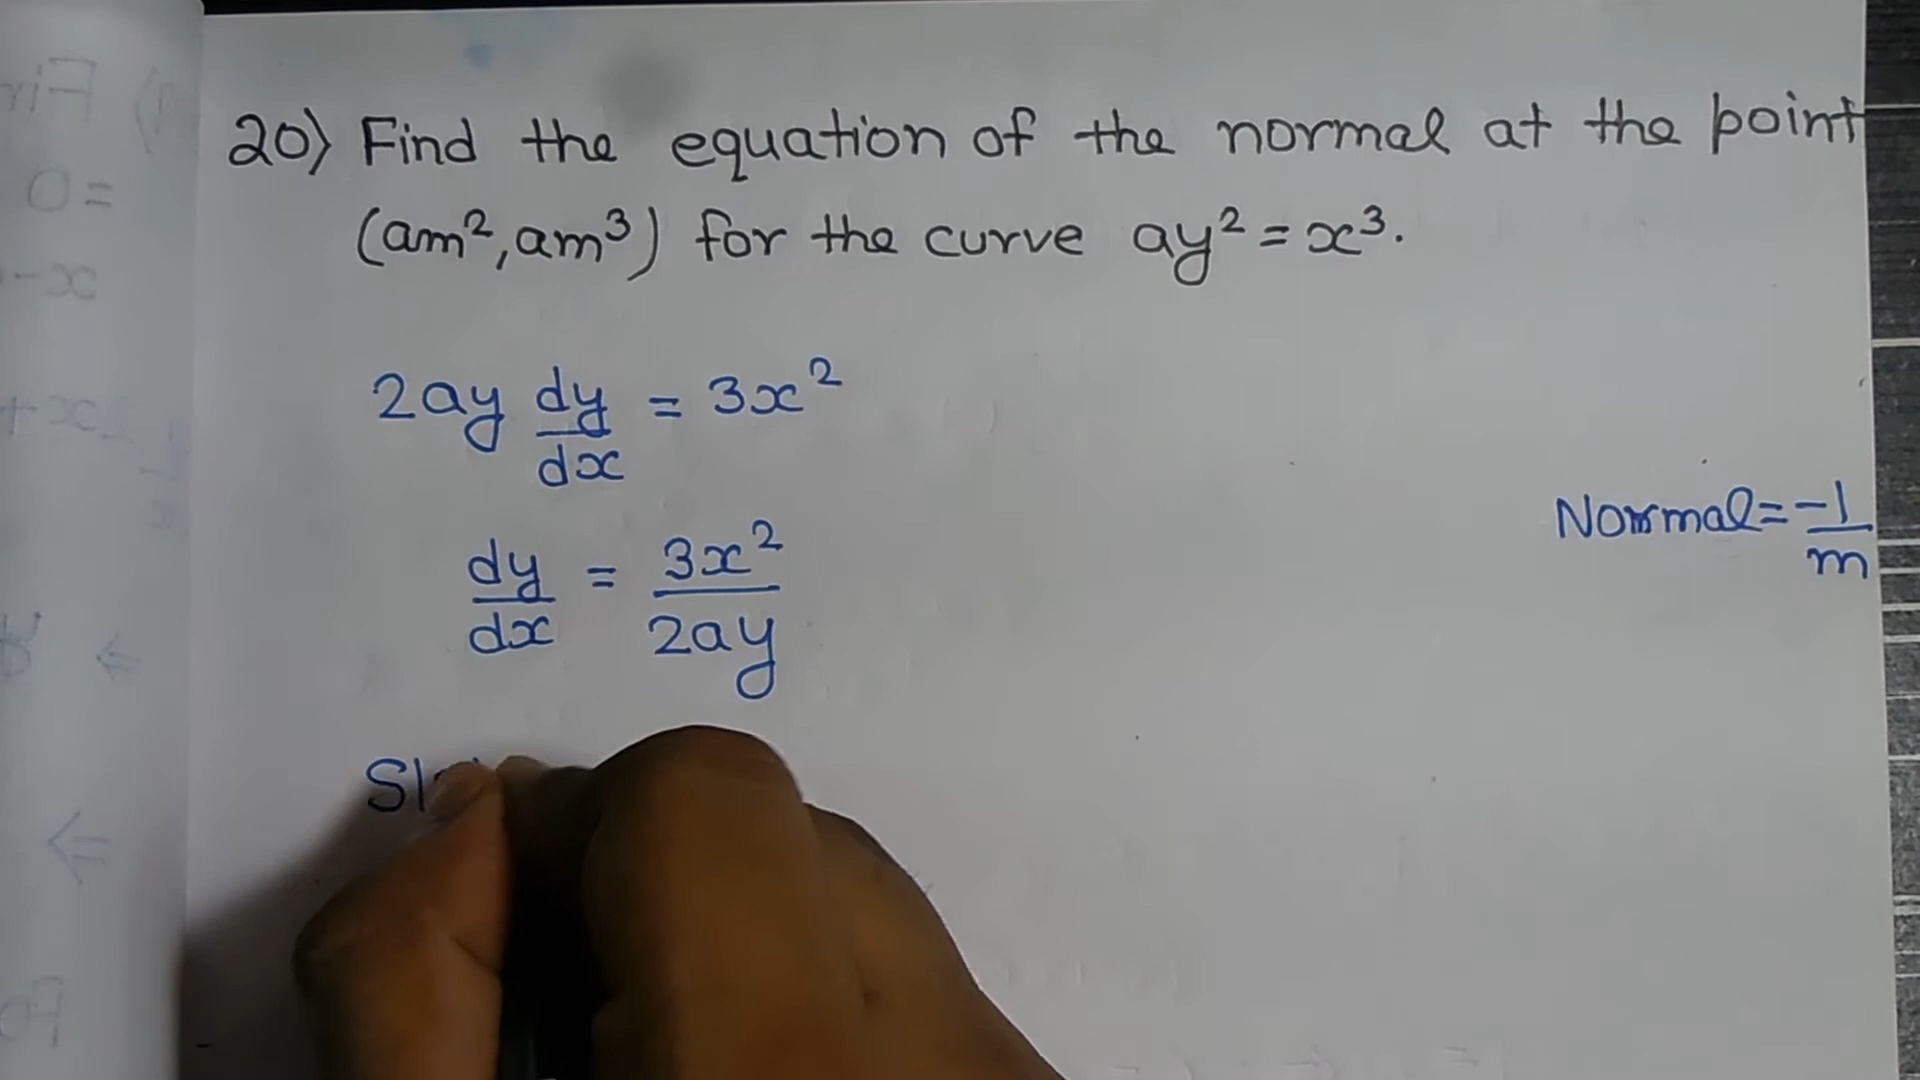 20) Find the equation of the normal at the point
(am², am³) for the curve ay² = x³.
2ay dy/dx = 3x²
Normal = -1/m
dy/dx = 3x²/2ay